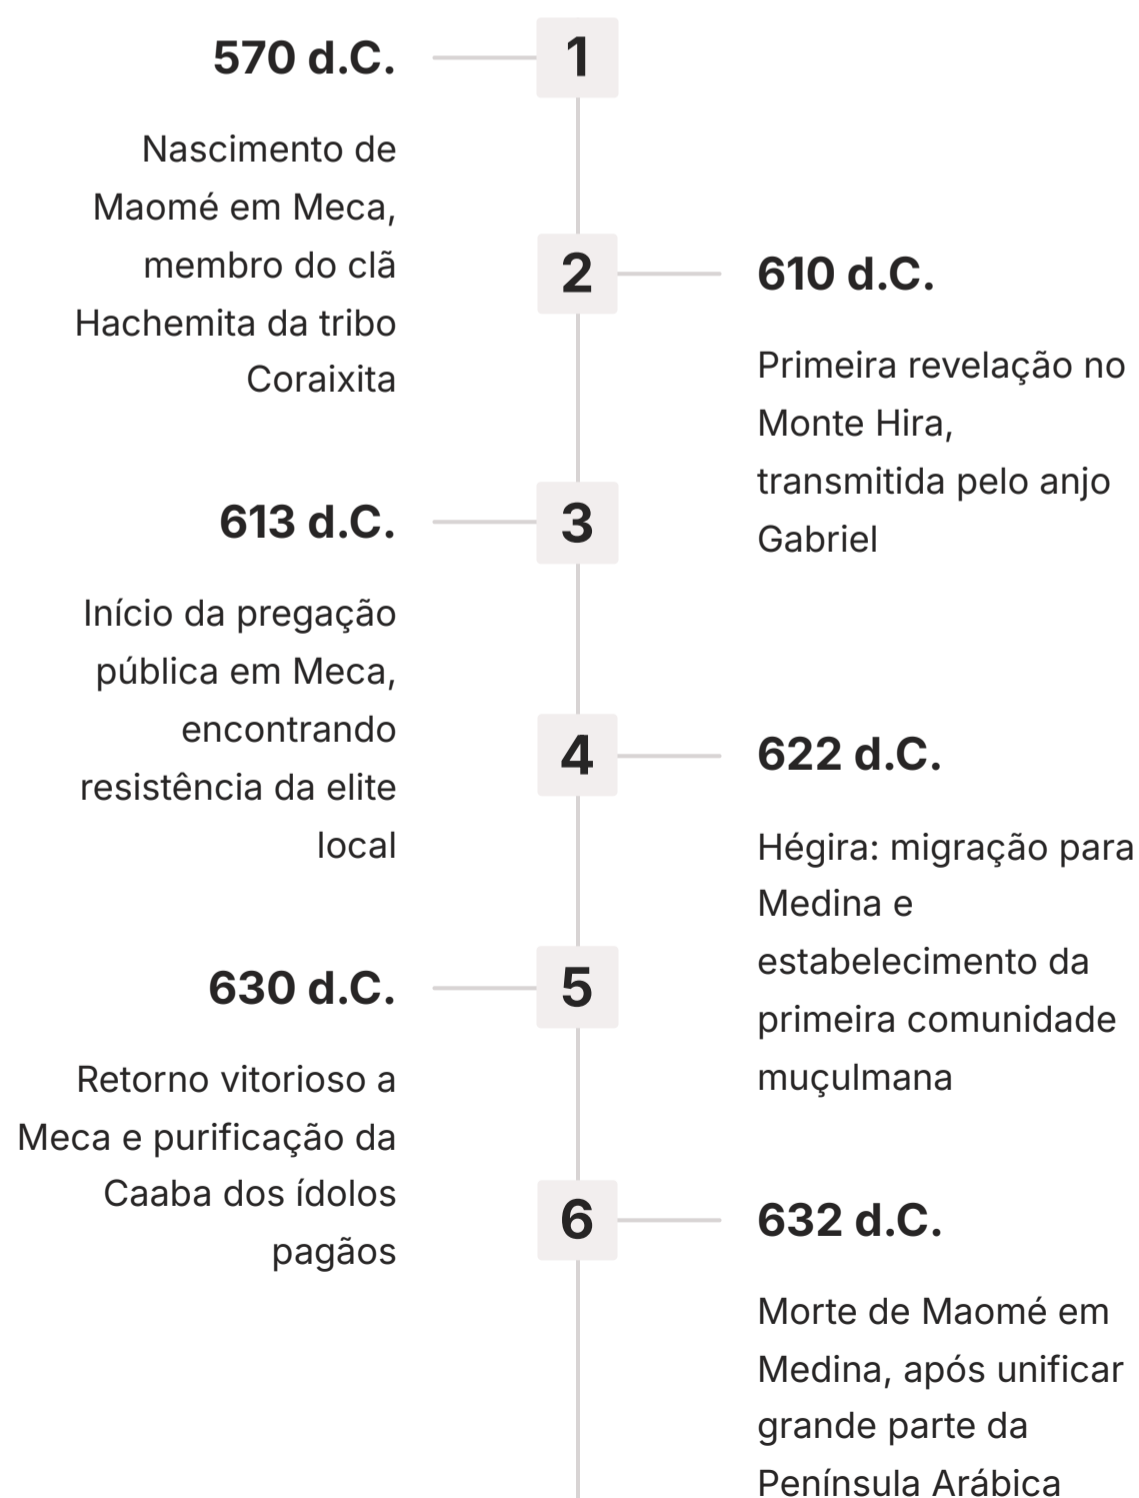 570 d.C.
1
Nascimento de
Maomé em Meca,
membro do clã
Hachemita da tribo
Coraixita
2
610 d.C.
Primeira revelação no
Monte Hira,
transmitida pelo anjo
Gabriel
613 d.C.
3
Início da pregação
pública em Meca,
encontrando
resistência da elite
local
4
622 d.C.
Hégira: migração para
Medina e
estabelecimento da
primeira comunidade
muçulmana
630 d.C.
5
Retorno vitorioso a
Meca e purificação da
Caaba dos ídolos
pagãos
6
632 d.C.
Morte de Maomé em
Medina, após unificar
grande parte da
Península Arábica